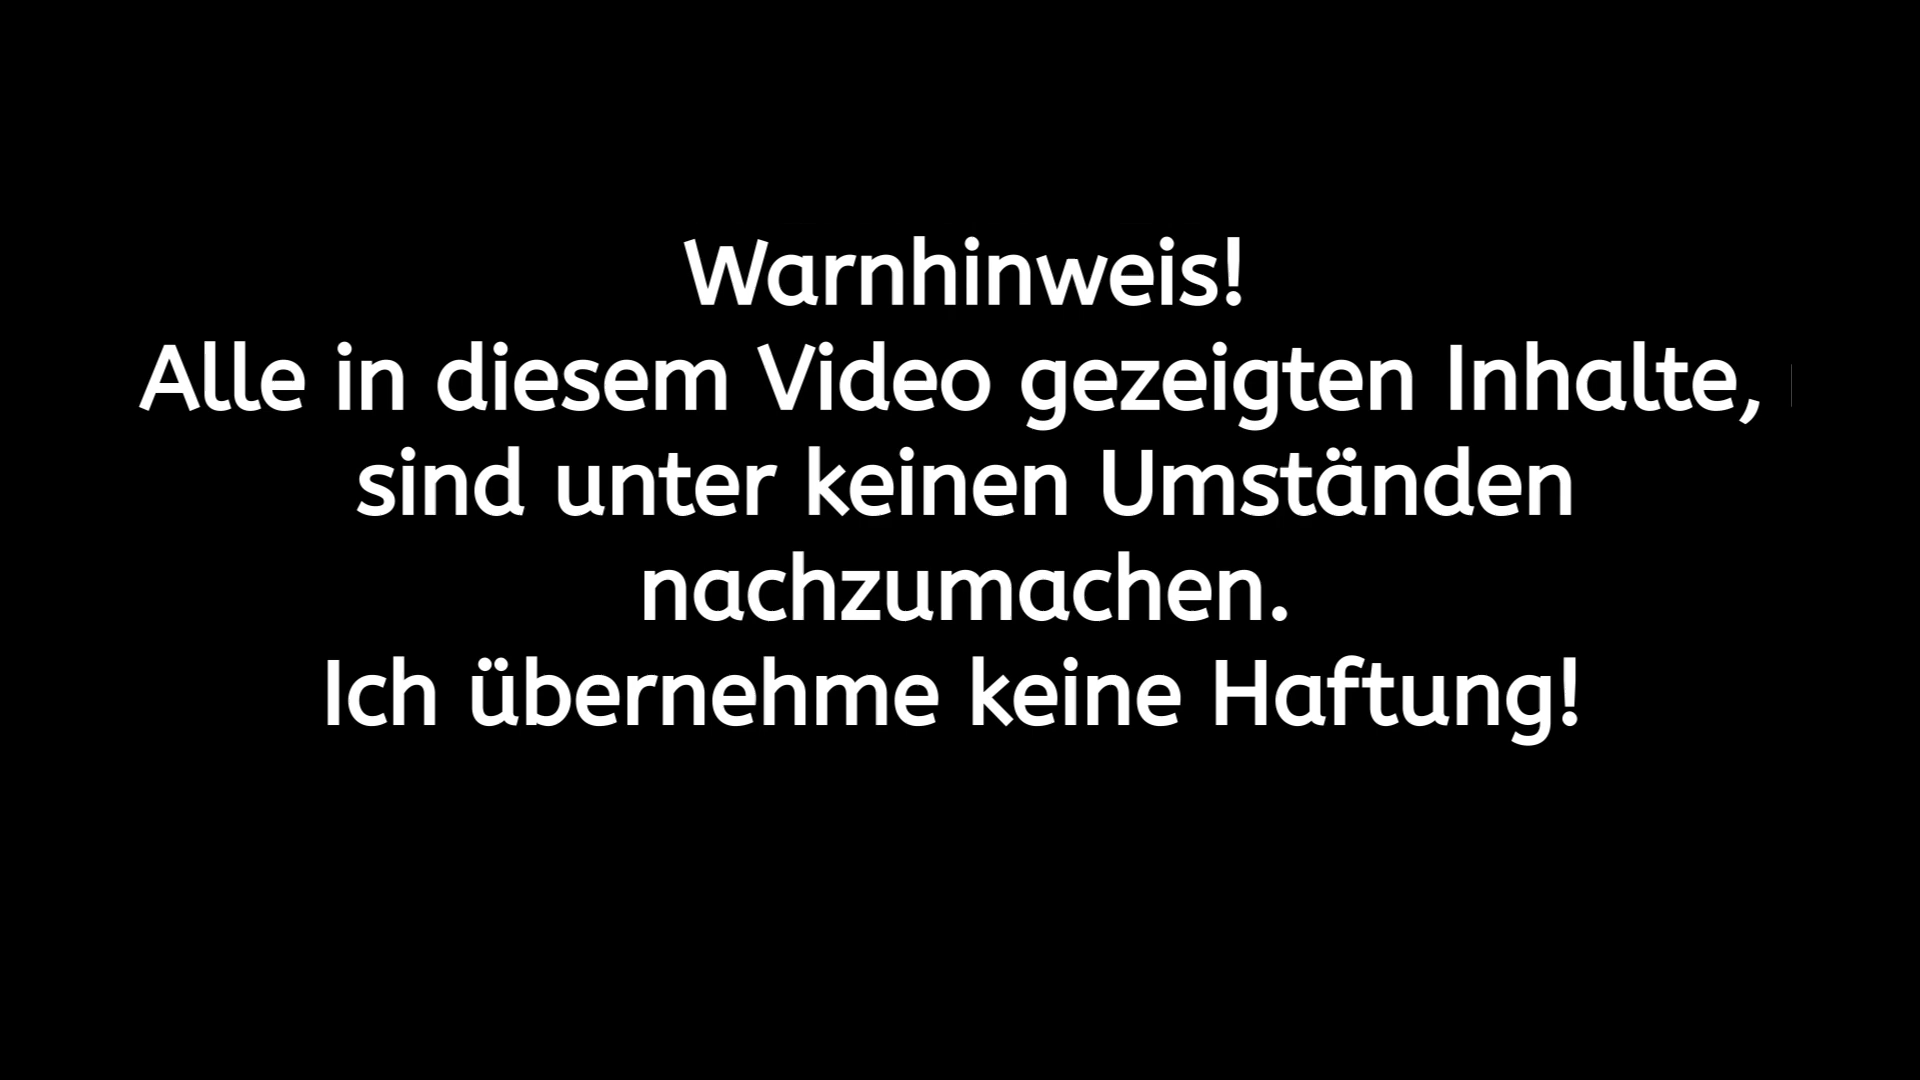 Warnhinweis!
Alle in diesem Video gezeigten Inhalte,
sind unter keinen Umständen
nachzumachen.
Ich übernehme keine Haftung!